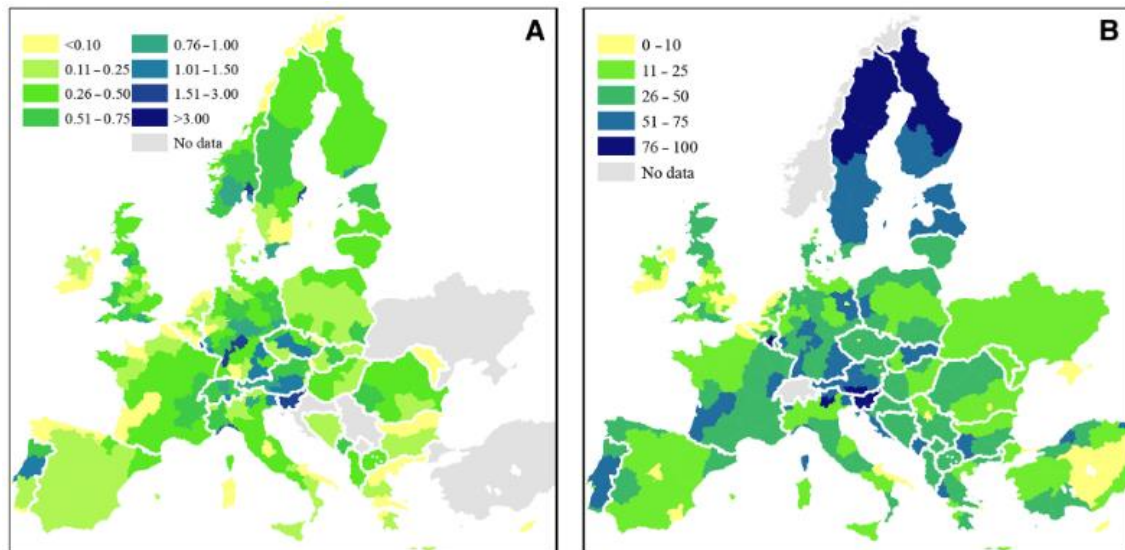 A
<0.10
0.11 – 0.25
0.26 – 0.50
0.51 – 0.75
0.76 – 1.00
1.01 – 1.50
1.51 – 3.00
>3.00
No data
B
0 – 10
11 – 25
26 – 50
51 – 75
76 – 100
No data